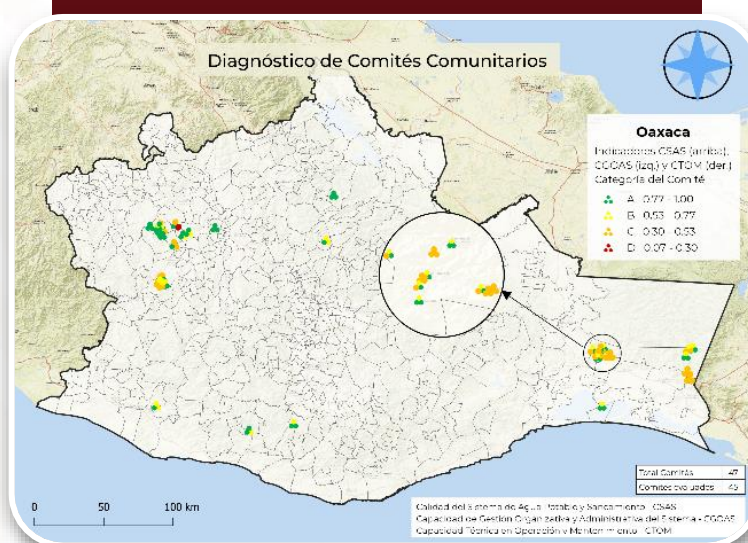 Diagnóstico de Comités Comunitarios
Oaxaca
Indicadores CSAS (arriba),
CGOAS (izq.) y CTOM (der.)
Categoría del Comité
A 0.77 - 1.00
B 0.53 - 0.77
C 0.30 - 0.53
D 0.07 - 0.30
Total Comités 47
Comités evaluados 45
0 50 100 km
Calidad del Sistema de Agua Potable y Saneamiento - CSAS
Capacidad de Gestión Organizativa y Administrativa del Sistema - CGOAS
Capacidad Técnica en Operación y Mantenimiento - CTOM